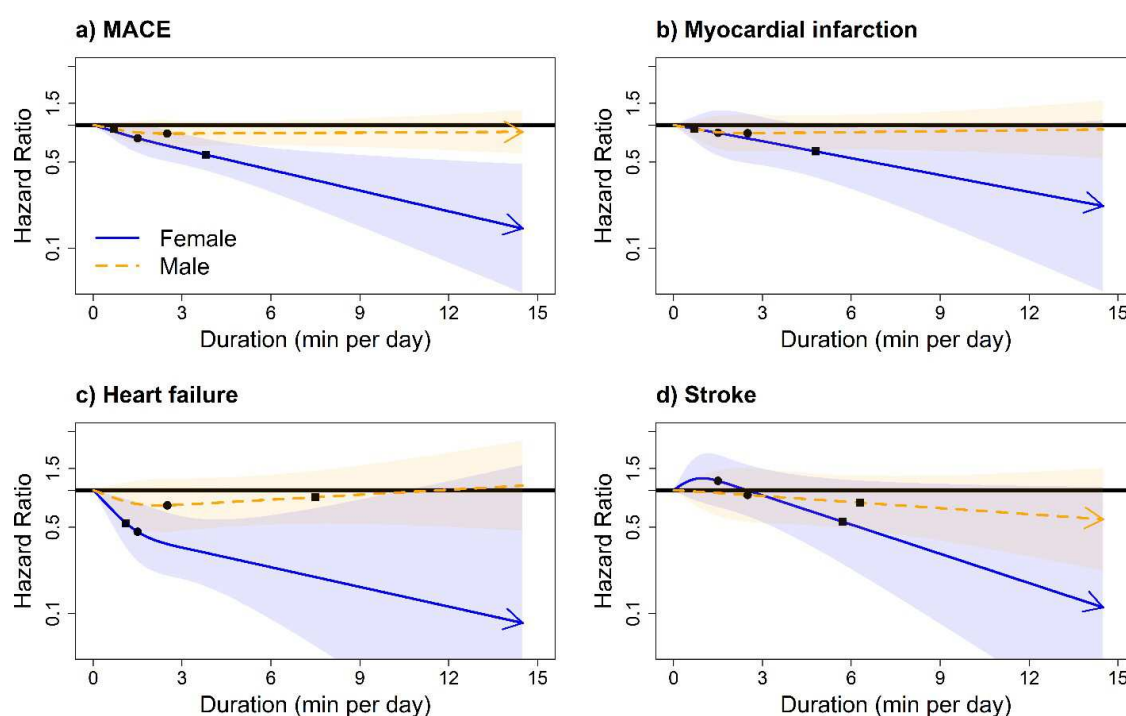 a) MACE
Hazard Ratio
1.5
1
0.5
0.1
Female
Male
0 3 6 9 12 15
Duration (min per day)
b) Myocardial infarction
Hazard Ratio
1.5
1
0.5
0.1
0 3 6 9 12 15
Duration (min per day)
c) Heart failure
Hazard Ratio
1.5
1
0.5
0.1
0 3 6 9 12 15
Duration (min per day)
d) Stroke
Hazard Ratio
1.5
1
0.5
0.1
0 3 6 9 12 15
Duration (min per day)